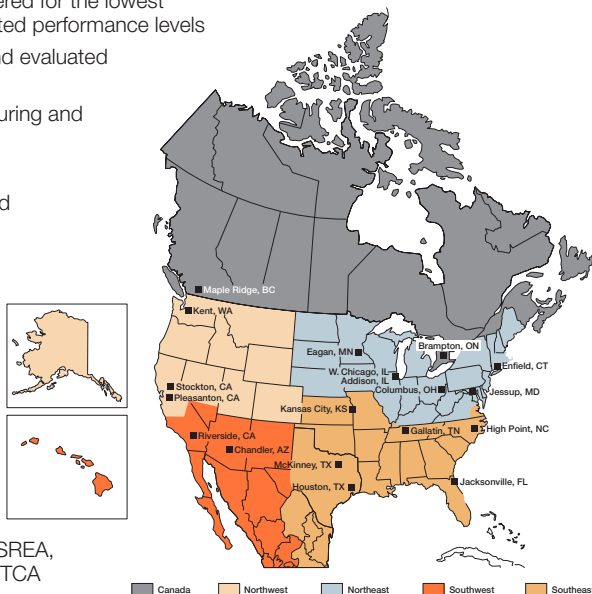 ered for the lowest
ted performance levels
nd evaluated
uring and
d
Maple Ridge, BC
Kent, WA
Brampton, ON
Eagan, MN
Enfield, CT
W. Chicago, IL
Addison, IL
Stockton, CA
Columbus, OH
Jessup, MD
Pleasanton, CA
Kansas City, KS
High Point, NC
Gallatin, TN
Riverside, CA
Chandler, AZ
McKinney, TX
Houston, TX
Jacksonville, FL
SREA,
TCA
Canada
Northwest
Northeast
Southwest
Southeast